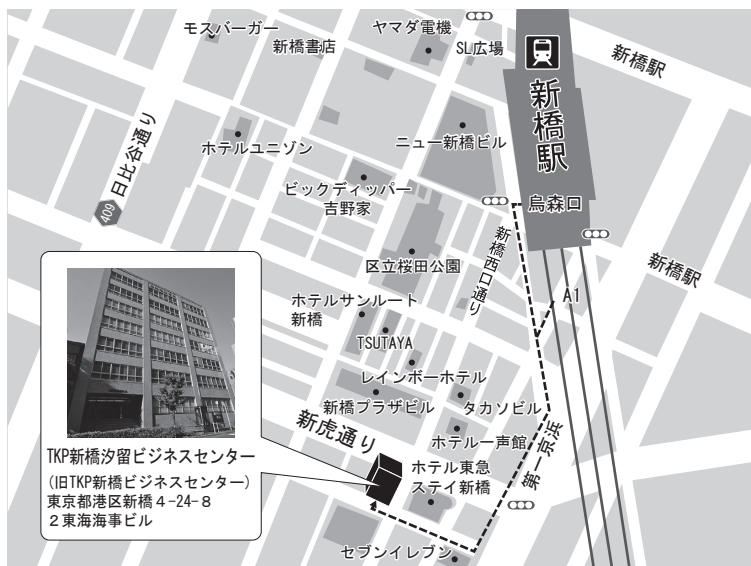 モスバーガー
ヤマダ電機
新橋書店
SL広場
新橋駅
新橋駅
ホテルユニゾン
ニュー新橋ビル
日比谷通り
409
ビックディッパー
吉野家
烏森口
新橋西口通り
区立桜田公園
新橋駅
A1
ホテルサンルート
新橋
TSUTAYA
レインボーホテル
新橋プラザビル
タカソビル
新虎通り
ホテル一声館
第一京浜
ホテル東急
ステイ新橋
セブンイレブン
TKP新橋汐留ビジネスセンター
(旧TKP新橋ビジネスセンター)
東京都港区新橋4-24-8
2東海海事ビル